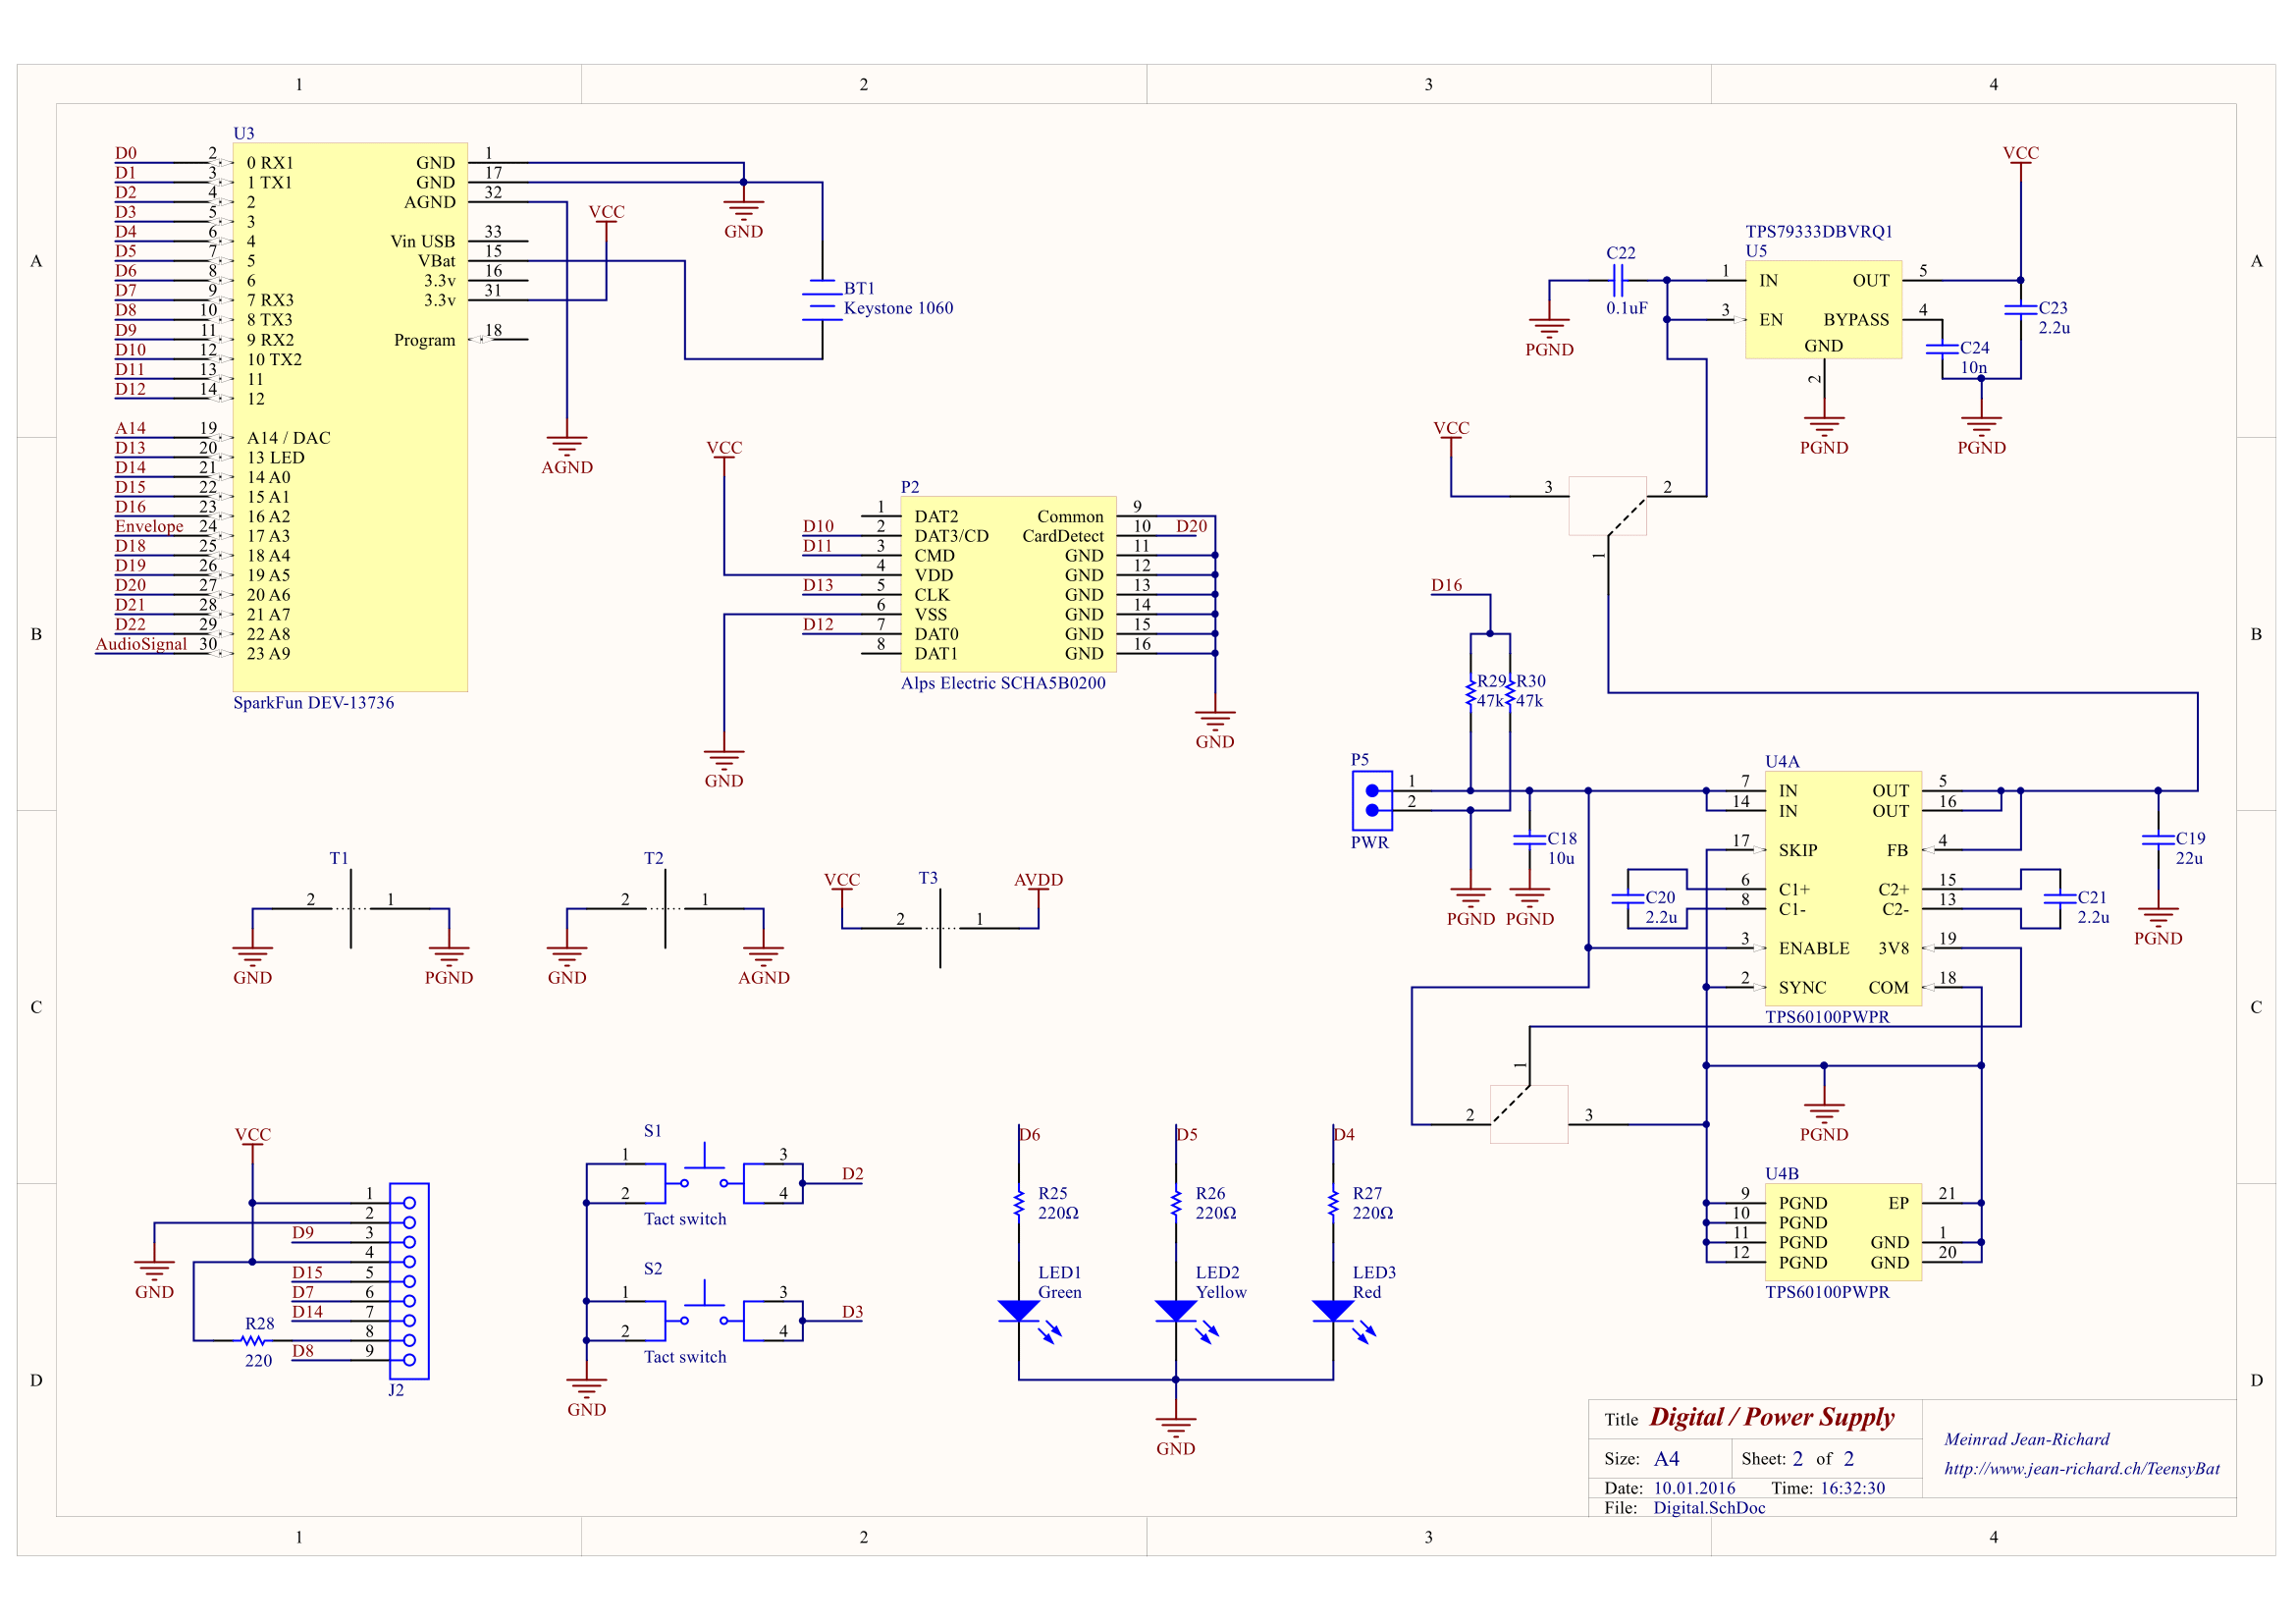 1 2 3 4
A
B
C
D
A
B
C
D
U3
D0 2 0 RX1
D1 3 1 TX1
D2 4 2
D3 5 3
D4 6 4
D5 7 5
D6 8 6
D7 9 7 RX3
D8 10 8 TX3
D9 11 9 RX2
D10 12 10 TX2
D11 13 11
D12 14 12
A14 19 A14 / DAC
D13 20 13 LED
D14 21 14 A0
D15 22 15 A1
D16 23 16 A2
Envelope 24 17 A3
D18 25 18 A4
D19 26 19 A5
D20 27 20 A6
D21 28 21 A7
D22 29 22 A8
AudioSignal 30 23 A9
GND 1
GND 17
AGND 32
Vin USB 33
VBat 15
3.3v 16
3.3v 31
Program 18
SparkFun DEV-13736
VCC
GND
AGND
BT1
Keystone 1060
VCC
GND
P2
1 DAT2
D10 2 DAT3/CD
D11 3 CMD
4 VDD
D13 5 CLK
6 VSS
D12 7 DAT0
8 DAT1
Common 9
CardDetect 10 D20
GND 11
GND 12
GND 13
GND 14
GND 15
GND 16
Alps Electric SCHA5B0200
GND
VCC
TPS79333DBVRQ1
U5
1 IN
3 EN
OUT 5
BYPASS 4
GND
2
C22
0.1uF
PGND
C23
2.2u
C24
10n
PGND
PGND
VCC
3 2
1
D16
R29
47k
R30
47k
P5
1
2
PWR
C18
10u
PGND
PGND
U4A
7 IN
14 IN
17 SKIP
6 C1+
8 C1-
3 ENABLE
2 SYNC
OUT 5
OUT 16
FB 4
C2+ 15
C2- 13
3V8 19
COM 18
TPS60100PWPR
C20
2.2u
C21
2.2u
C19
22u
PGND
1
2 3
PGND
U4B
9 PGND
10 PGND
11 PGND
12 PGND
EP 21
GND 1
GND 20
TPS60100PWPR
T1
2 1
GND PGND
T2
2 1
GND AGND
T3
VCC AVDD
2 1
VCC
GND
1
2
D9 3
4
D15 5
D7 6
D14 7
8
D8 9
R28
220
J2
S1
1 3
2 4
D2
Tact switch
S2
1 3
2 4
D3
Tact switch
GND
D6
R25
220Ω
LED1
Green
D5
R26
220Ω
LED2
Yellow
D4
R27
220Ω
LED3
Red
GND
Title Digital / Power Supply
Size: A4 Sheet: 2 of 2
Date: 10.01.2016 Time: 16:32:30
File: Digital.SchDoc
Meinrad Jean-Richard
http://www.jean-richard.ch/TeensyBat
1 2 3 4